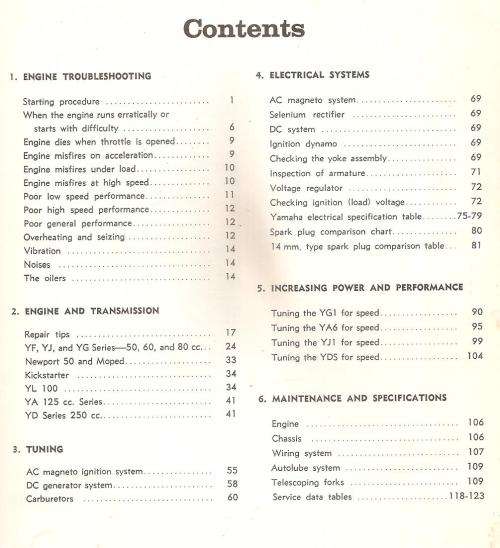 Contents
1. ENGINE TROUBLESHOOTING
Starting procedure ........................ 1
When the engine runs erratically or
starts with difficulty .................... 6
Engine dies when throttle is opened........ 9
Engine misfires on acceleration............. 9
Engine misfires under load.................. 10
Engine misfires at high speed............... 10
Poor low speed performance.................. 11
Poor high speed performance................. 12
Poor general performance.................... 12
Overheating and seizing .................... 12
Vibration .................................. 14
Noises ..................................... 14
The oilers ................................. 14
2. ENGINE AND TRANSMISSION
Repair tips ................................ 17
YF, YJ, and YG Series—50, 60, and 80 cc... 24
Newport 50 and Moped........................ 33
Kickstarter ................................ 34
YL 100 ..................................... 34
YA 125 cc. Series........................... 41
YD Series 250 cc............................ 41
3. TUNING
AC magneto ignition system................. 55
DC generator system......................... 58
Carburetors ................................ 60
4. ELECTRICAL SYSTEMS
AC magneto system........................... 69
Selenium rectifier ......................... 69
DC system .................................. 69
Ignition dynamo ............................ 69
Checking the yoke assembly.................. 69
Inspection of armature...................... 71
Voltage regulator .......................... 72
Checking ignition (load) voltage............ 72
Yamaha electrical specification table........75-79
Spark plug comparison chart................. 80
14 mm, type spark plug comparison table... 81
5. INCREASING POWER AND PERFORMANCE
Tuning the YG1 for speed.................... 90
Tuning the YA6 for speed.................... 95
Tuning the YJ1 for speed.................... 99
Tuning the YDS for speed.................... 104
6. MAINTENANCE AND SPECIFICATIONS
Engine ..................................... 106
Chassis .................................... 106
Wiring system .............................. 107
Autolube system ............................ 109
Telescoping forks .......................... 109
Service data tables .....................118-123